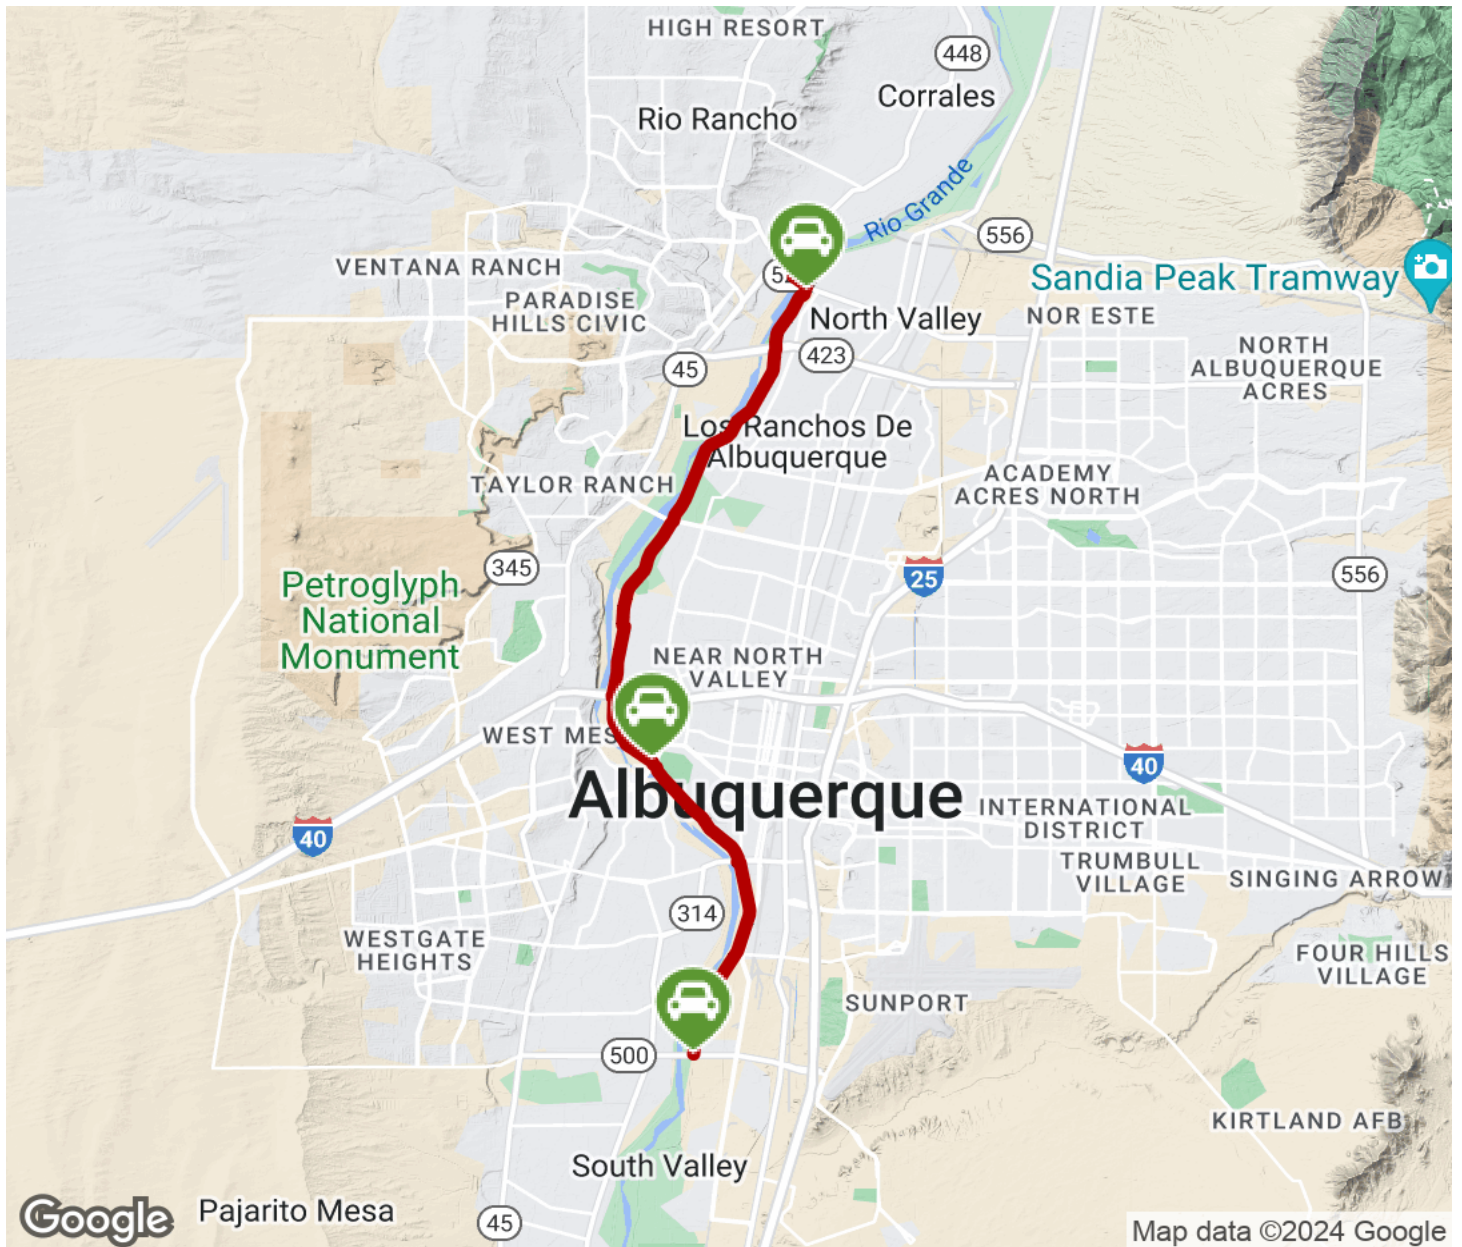 HIGH RESORT
448
Corrales
Rio Rancho
Rio Grande
556
VENTANA RANCH
Sandia Peak Tramway
PARADISE
HILLS CIVIC
North Valley
NOR ESTE
423
45
NORTH
ALBUQUERQUE
ACRES
Los Ranchos De
Albuquerque
TAYLOR RANCH
ACADEMY
ACRES NORTH
345
25
556
Petroglyph
National
Monument
NEAR NORTH
VALLEY
WEST MES
40
Albuquerque
INTERNATIONAL
DISTRICT
40
TRUMBULL
VILLAGE
SINGING ARROW
314
WESTGATE
HEIGHTS
FOUR HILLS
VILLAGE
SUNPORT
500
KIRTLAND AFB
South Valley
Pajarito Mesa
45
Google
Map data ©2024 Google